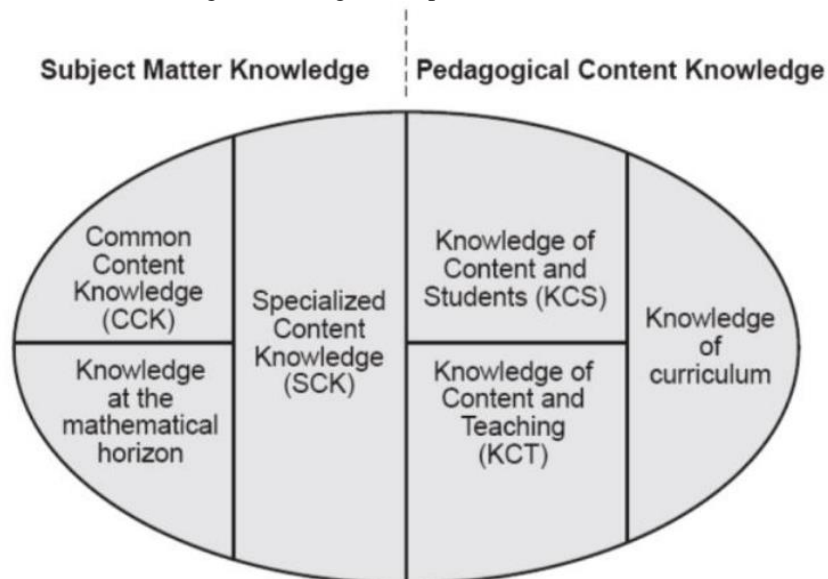 Subject Matter Knowledge
Pedagogical Content Knowledge
Common
Content
Knowledge
(CCK)
Knowledge
at the
mathematical
horizon
Specialized
Content
Knowledge
(SCK)
Knowledge of
Content and
Students (KCS)
Knowledge of
Content and
Teaching
(KCT)
Knowledge
of
curriculum